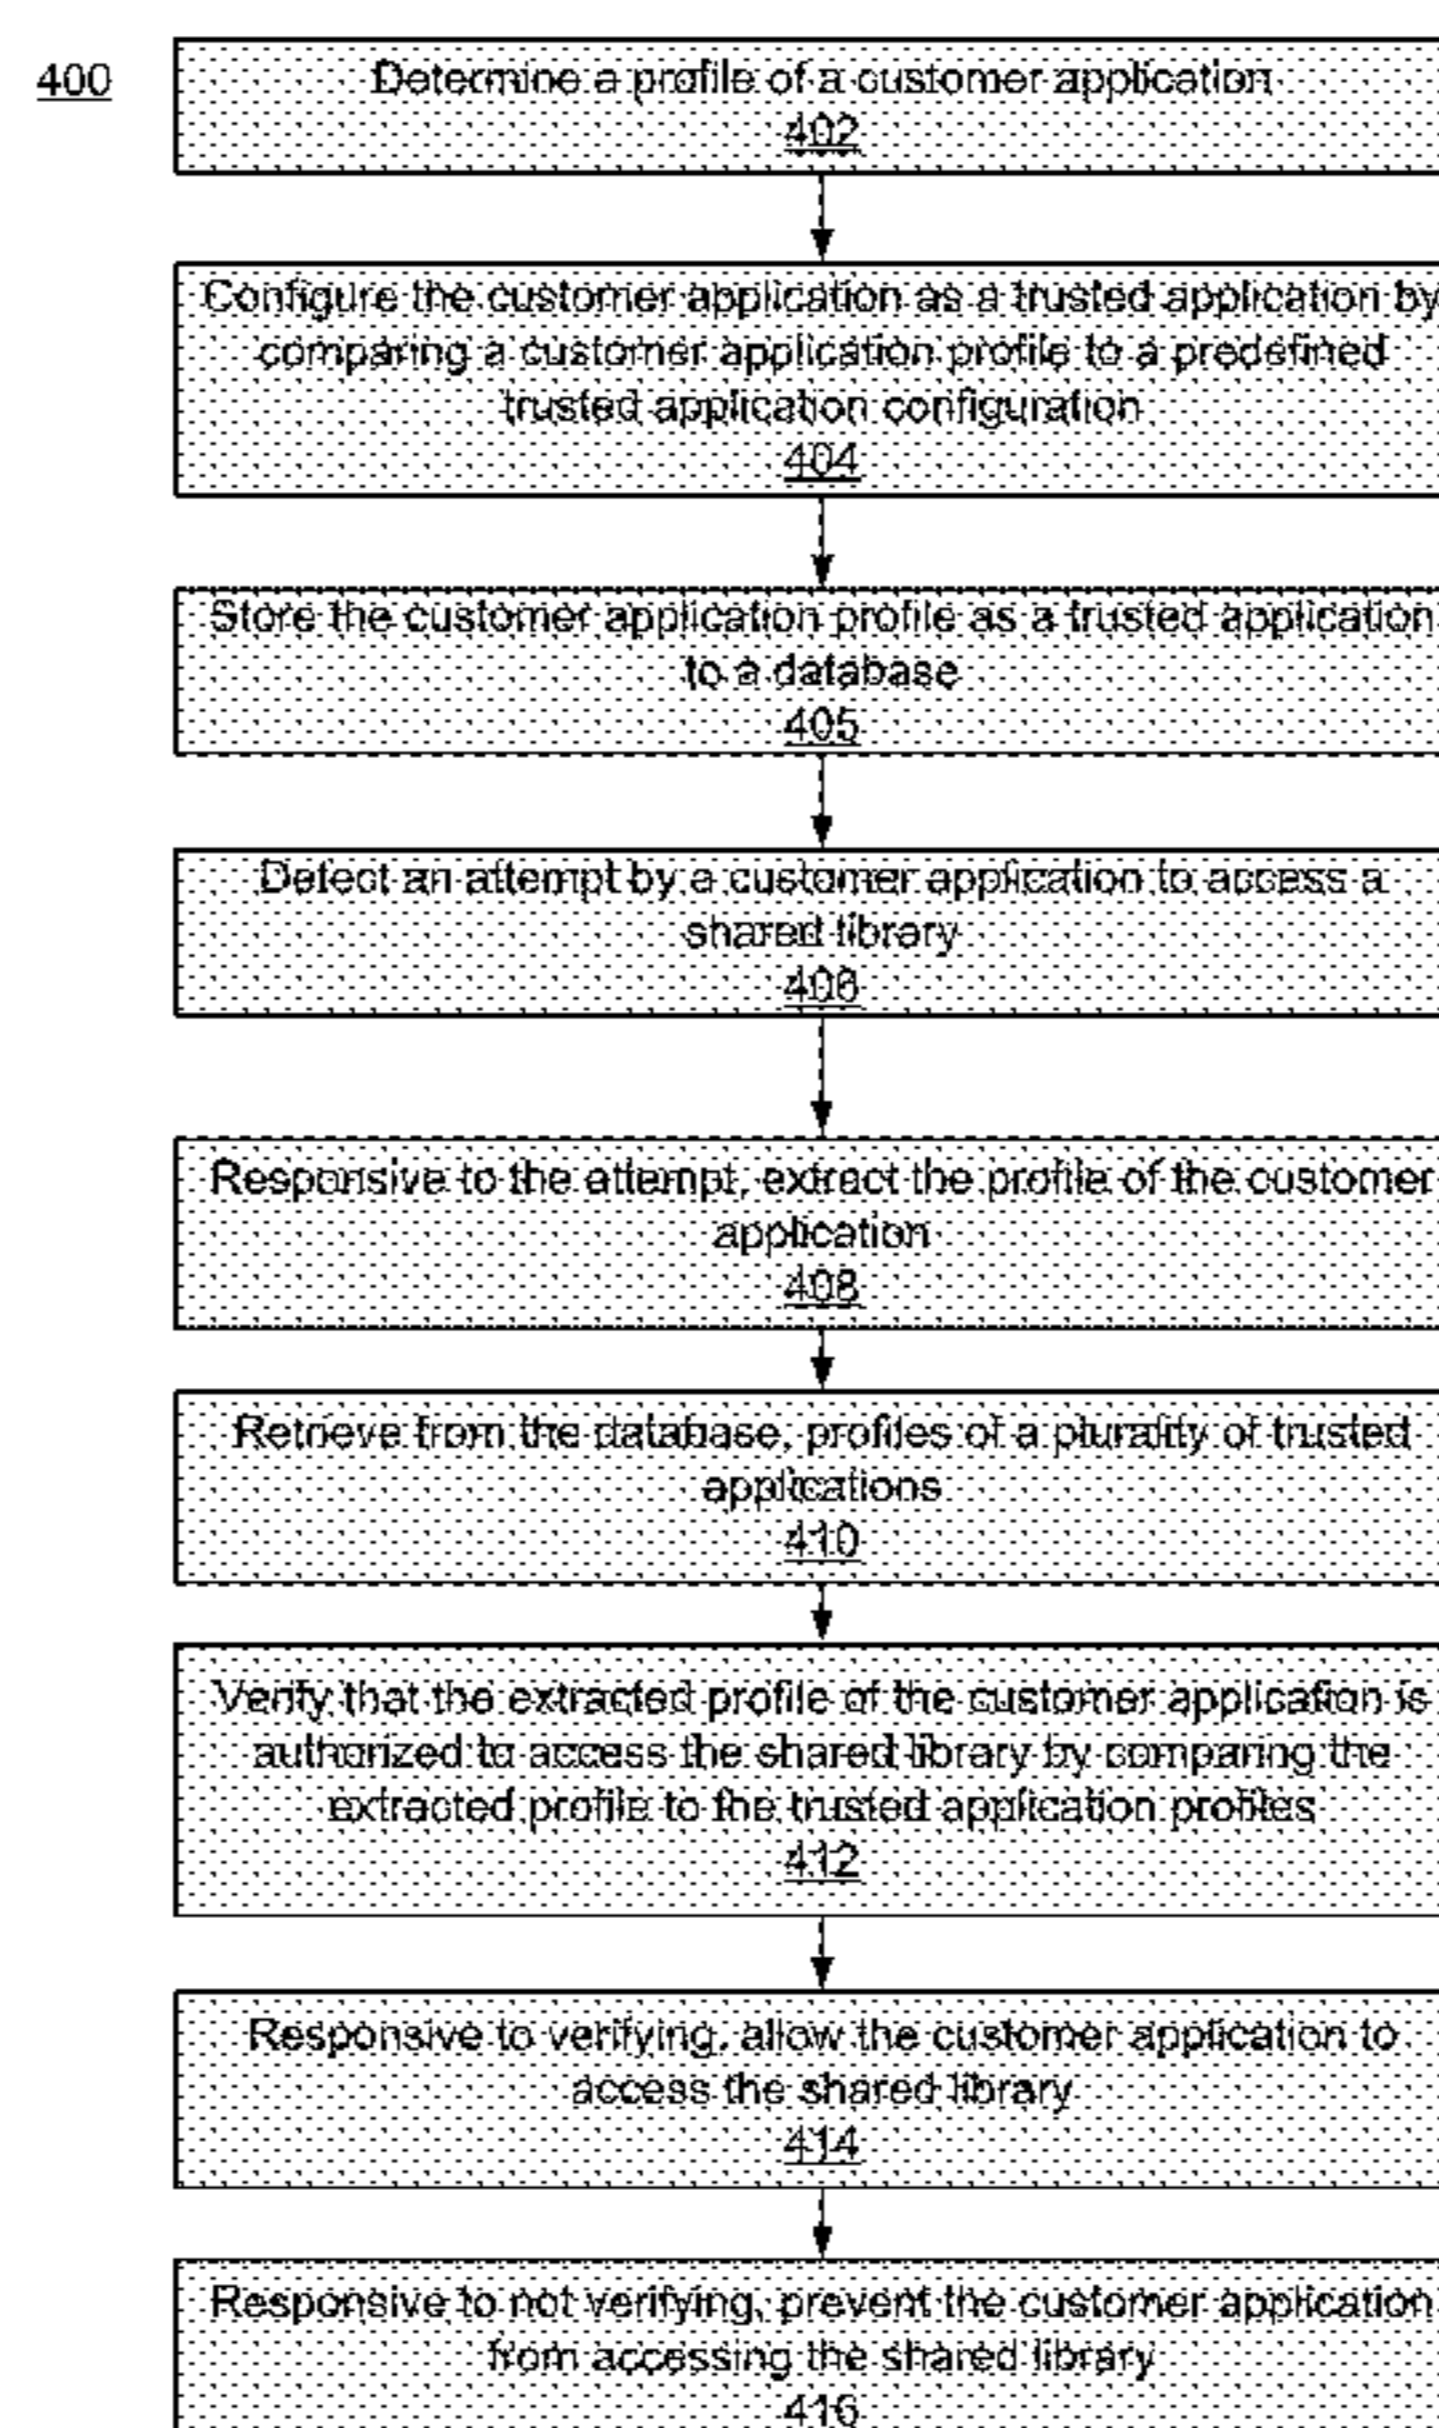 400
Determine a profile of a customer application
402
Configure the customer application as a trusted application by
comparing a customer application profile to a predefined
trusted application configuration
404
Store the customer application profile as a trusted application
to a database
405
Detect an attempt by a customer application to access a
shared library
406
Responsive to the attempt, extract the profile of the customer
application
408
Retrieve from the database, profiles of a plurality of trusted
applications
410
Verify that the extracted profile of the customer application is
authorized to access the shared library by comparing the
extracted profile to the trusted application profiles
412
Responsive to verifying, allow the customer application to
access the shared library
414
Responsive to not verifying, prevent the customer application
from accessing the shared library
416